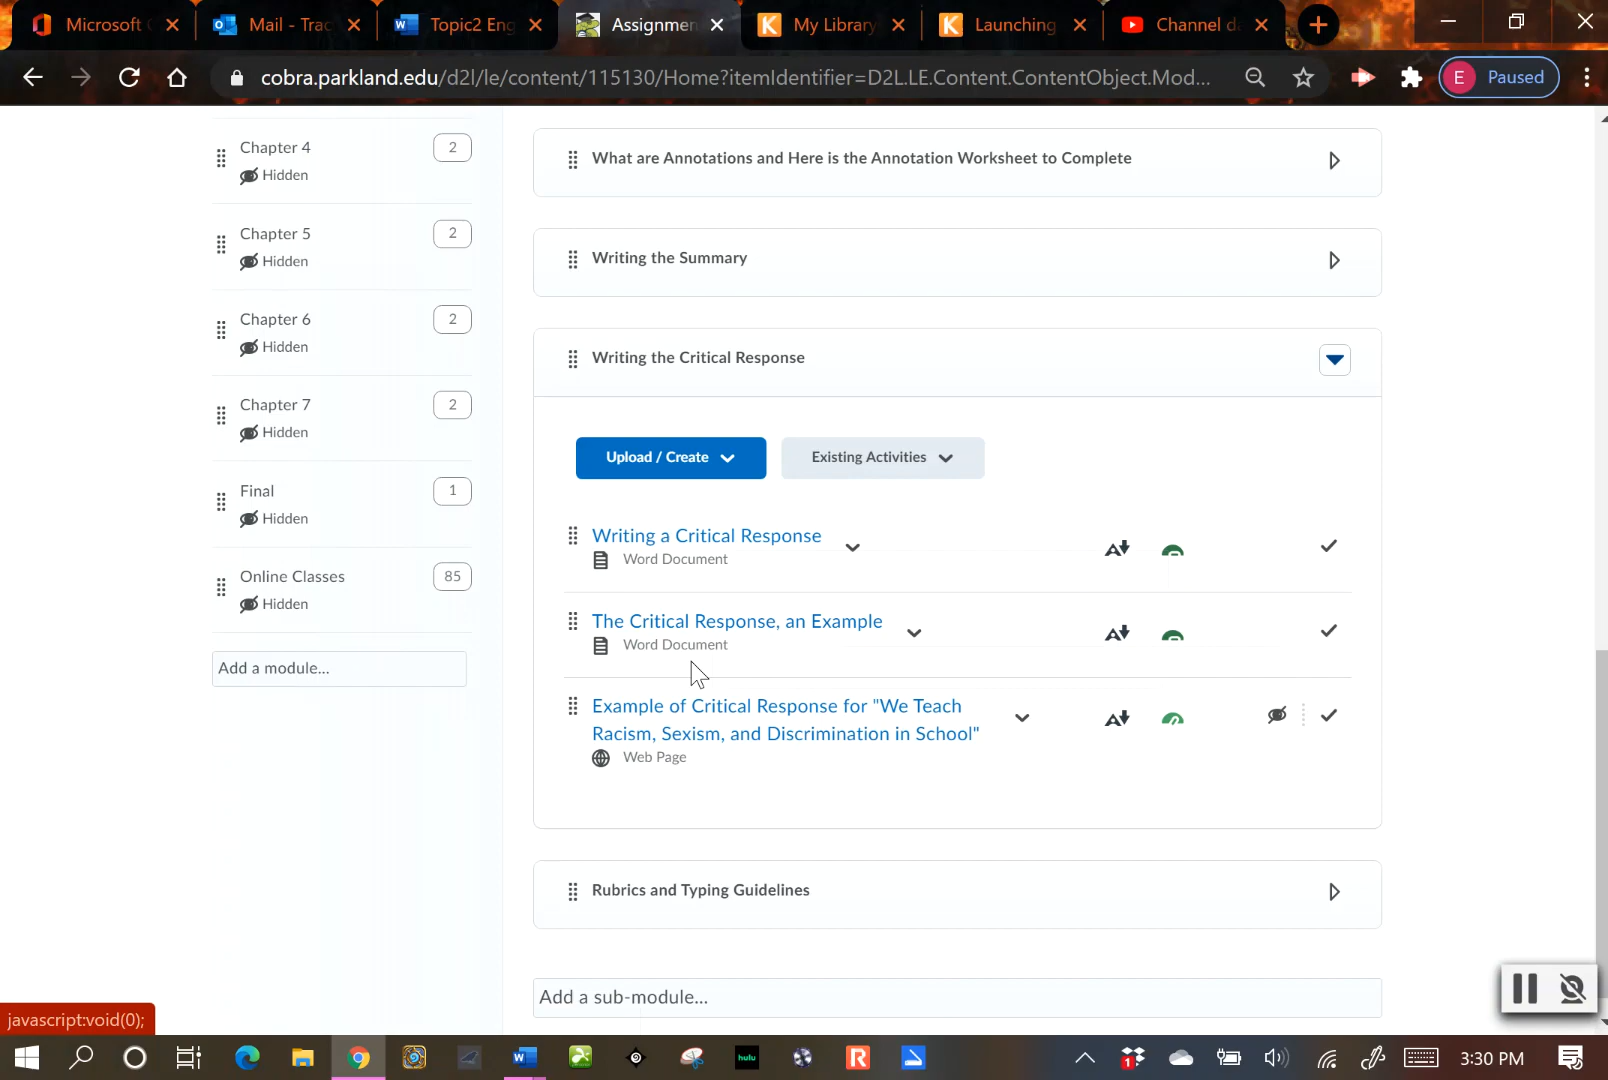 Microsoft
Mail - Trac
Topic2 Eng
Assignmen
My Library
Launching
Channel d
cobra.parkland.edu/d2l/le/content/115130/Home?itemIdentifier=D2L.LE.Content.ContentObject.Mod...
E
Paused
Chapter 4
2
Hidden
Chapter 5
2
Hidden
Chapter 6
2
Hidden
Chapter 7
2
Hidden
Final
1
Hidden
Online Classes
85
Hidden
Add a module...
What are Annotations and Here is the Annotation Worksheet to Complete
Writing the Summary
Writing the Critical Response
Upload / Create
Existing Activities
Writing a Critical Response
Word Document
The Critical Response, an Example
Word Document
Example of Critical Response for "We Teach
Racism, Sexism, and Discrimination in School"
Web Page
Rubrics and Typing Guidelines
Add a sub-module...
javascript:void(0);
hulu
1
3:30 PM